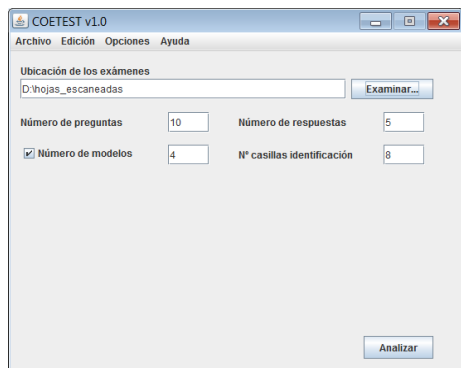 COETEST v1.0
Archivo Edición Opciones Ayuda
Ubicación de los exàmenes
D:\hojas_escaneadas Examinar...
Número de preguntas 10 Número de respuestas 5
Número de modelos 4 Nº casillas identificación 8
Analizar